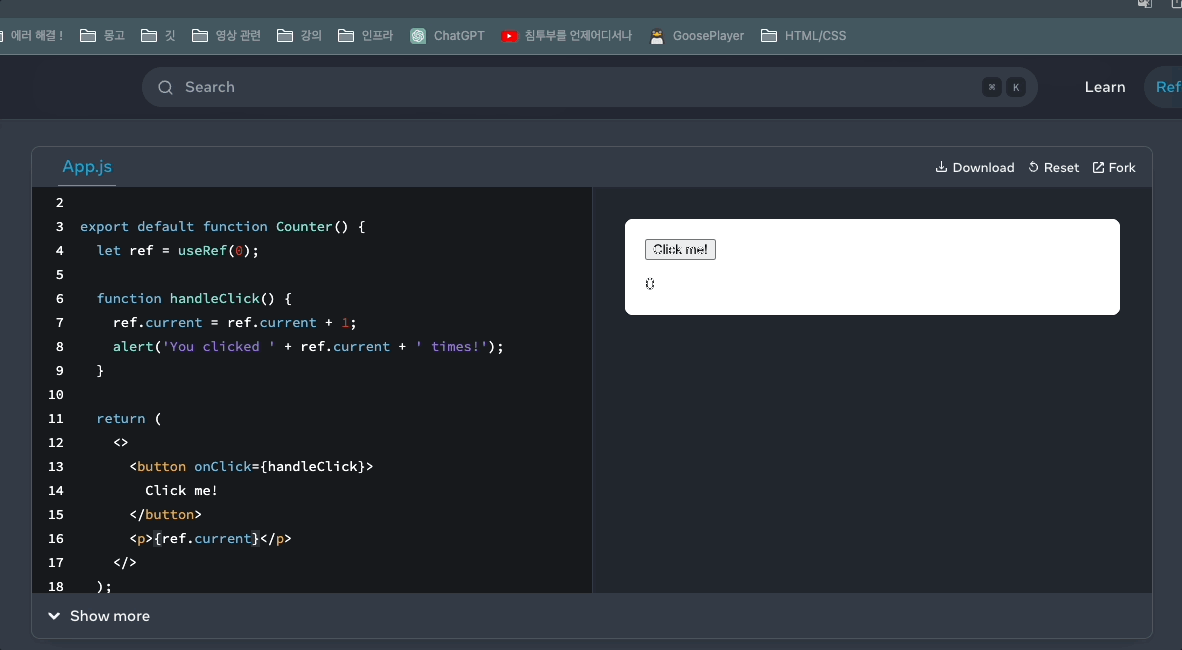 에러 해결 ! 몽고 깃 영상 관련 강의 인프라 ChatGPT 침투부를 언제어디서나 GoosePlayer HTML/CSS
Search ⌘ K Learn Ref
App.js Download Reset Fork
2
3 export default function Counter() {
4 let ref = useRef(0);
5
6 function handleClick() {
7 ref.current = ref.current + 1;
8 alert('You clicked ' + ref.current + ' times!');
9 }
10
11 return (
12 <>
13 <button onClick={handleClick}>
14 Click me!
15 </button>
16 <p>{ref.current}</p>
17 </>
18 );
Click me!
0
Show more